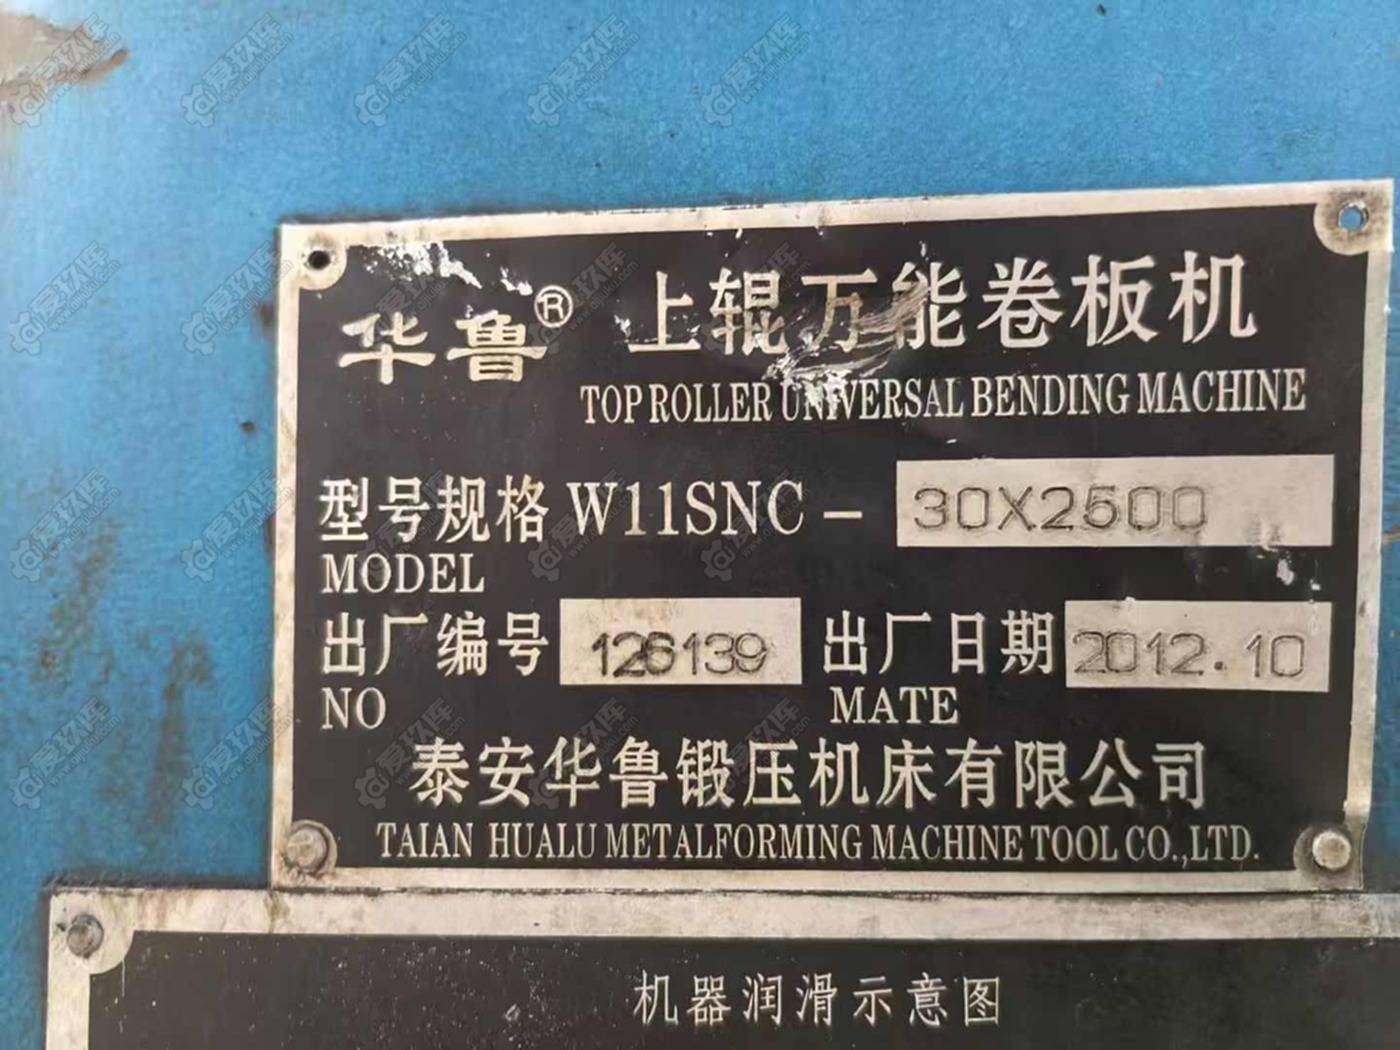 华鲁® 上辊万能卷板机
TOP ROLLER UNIVERSAL BENDING MACHINE
型号规格 W11SNC - 30X2500
MODEL
出厂编号 126139 出厂日期 2012.10
NO MATE
泰安华鲁锻压机床有限公司
TAIAN HUALU METALFORMING MACHINE TOOL CO.,LTD.
机器润滑示意图